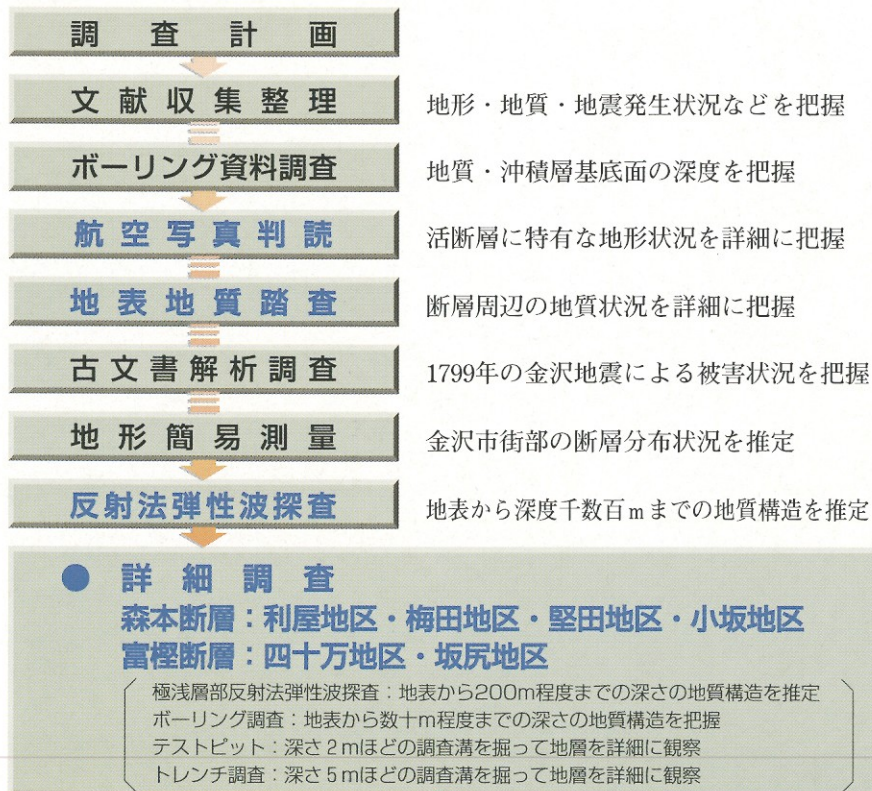 調査計画
文献収集整理 地形・地質・地震発生状況などを把握
ボーリング資料調査 地質・沖積層基底面の深度を把握
航空写真判読 活断層に特有な地形状況を詳細に把握
地表地質踏査 断層周辺の地質状況を詳細に把握
古文書解析調査 1799年の金沢地震による被害状況を把握
地形簡易測量 金沢市街部の断層分布状況を推定
反射法弾性波探査 地表から深度千数百mまでの地質構造を推定
● 詳細調査
森本断層：利屋地区・梅田地区・堅田地区・小坂地区
富樫断層：四十万地区・坂尻地区
極浅層部反射法弾性波探査：地表から200m程度までの深さの地質構造を推定
ボーリング調査：地表から数十m程度までの深さの地質構造を把握
テストピット：深さ2mほどの調査溝を掘って地層を詳細に観察
トレンチ調査：深さ5mほどの調査溝を掘って地層を詳細に観察